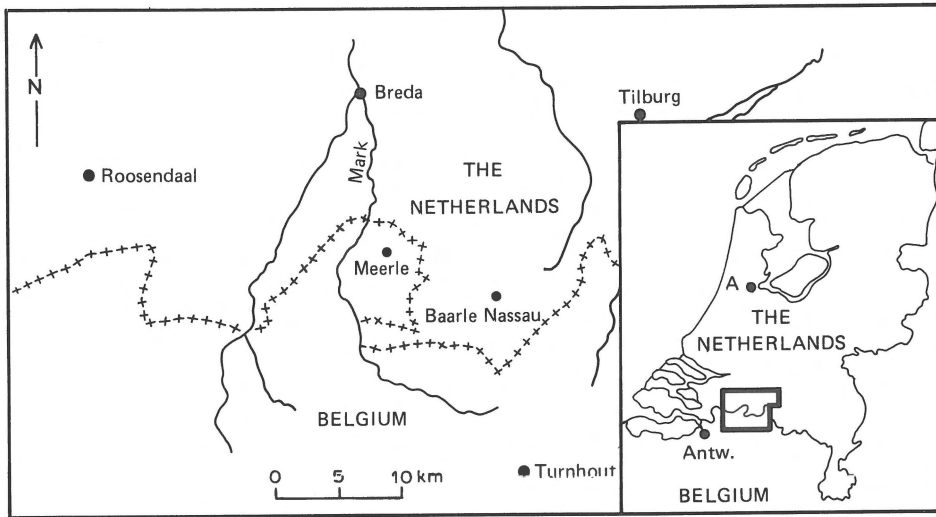 N
Breda
Tilburg
Mark
Roosendaal
THE
NETHERLANDS
Meerle
Baarle Nassau
BELGIUM
0 5 10 km
Turnhout
A
THE
NETHERLANDS
Antw.
BELGIUM